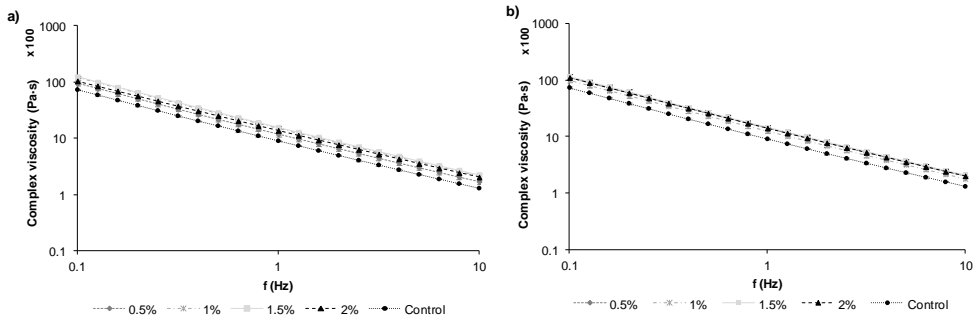 a)
x 100
1000
100
10
1
0.1
Complex viscosity (Pa·s)
0.1 1 10
f (Hz)
0.5% 1% 1.5% 2% Control
b)
x 100
1000
100
10
1
0.1
Complex viscosity (Pa·s)
0.1 1 10
f (Hz)
0.5% 1% 1.5% 2% Control